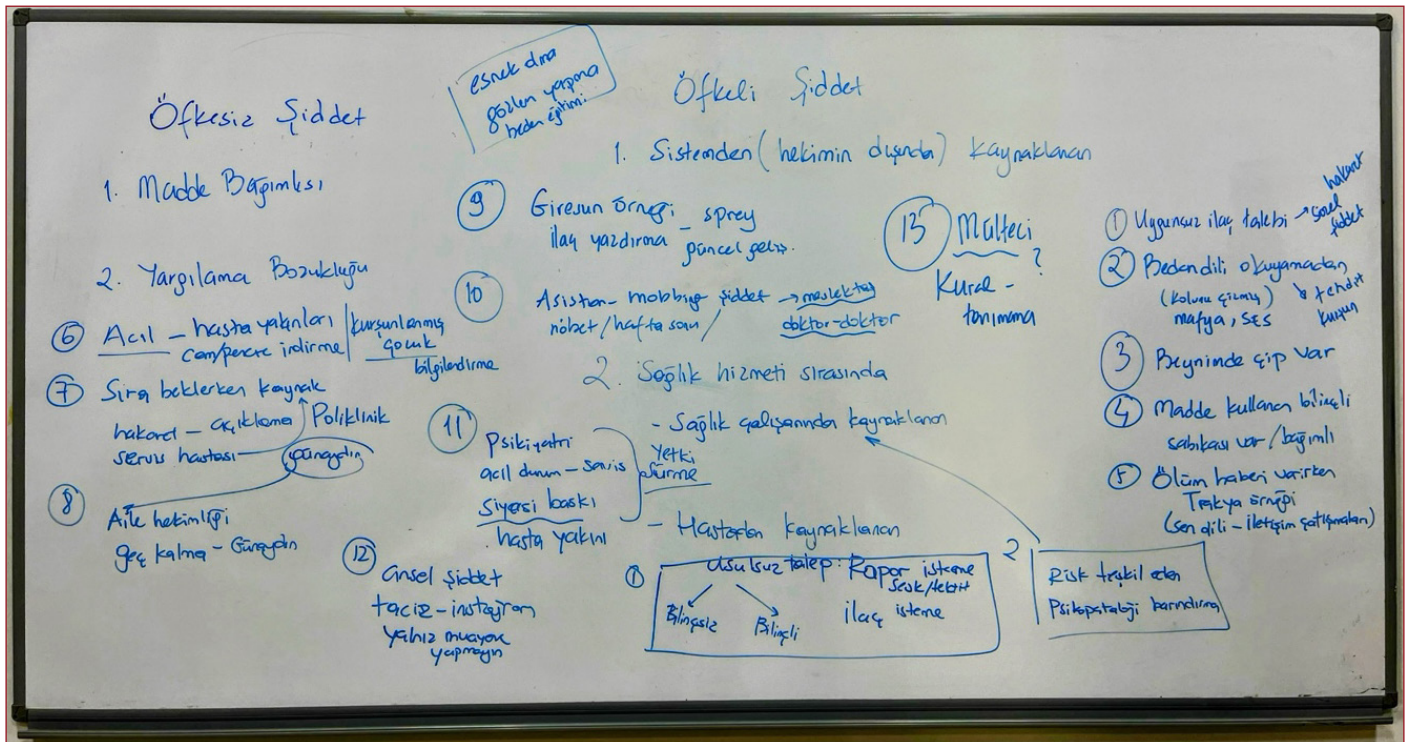 Öfkesiz Şiddet
1. Madde Bağımlısı
2. Yargılama Bozukluğu
esnek
gözlem yapma
beden eğitimi
Öfkeli Şiddet
1. Sistemden (hekimin dışında) kaynaklanan
2. Sağlık hizmeti sırasında
- Sağlık çalışanından kaynaklanan
- Hastadan kaynaklanan
① Usulsuz talep: Rapor isteme
ilaç isteme
Bilinçsiz
Bilinçli
2 Risk teşkil eden
Psikopatoloji barındırma
① Uygunsuz ilaç talebi → sözel şiddet
hakaret
② Beden dili okuyamadan
(kolunu çizmiş) tehdit
mafya, ses kurşun
③ Beyninde çip var
④ Madde kullanan bilinçli
sabıkası var / bağımlı
⑤ Ölüm haberi verirken
Trakya örneği
(sen dili - iletişim çatışmaları)
⑥ Acil - hasta yakınları / kurşunlanmış
cam/pencere indirme / çocuk
bilgilendirme
⑦ Sıra beklerken kaynak
hakaret - açıklama / Poliklinik
servis hastası günaydın
⑧ Aile hekimliği
geç kalma - Günaydın
⑨ Giresun örneği - sprey
ilaç yazdırma güncel geliş.
⑩ Asistan - mobbing şiddet → meslektaş
nöbet / hafta sonu / doktor-doktor
⑪ Psikiyatri
acil durum - servis
siyasi baskı
hasta yakını
Yetki
Sürme
⑫ Cinsel şiddet
taciz - instagram
yalnız muayene
yapmayın
⑬ Mülteci ?
Kural -
tanımama